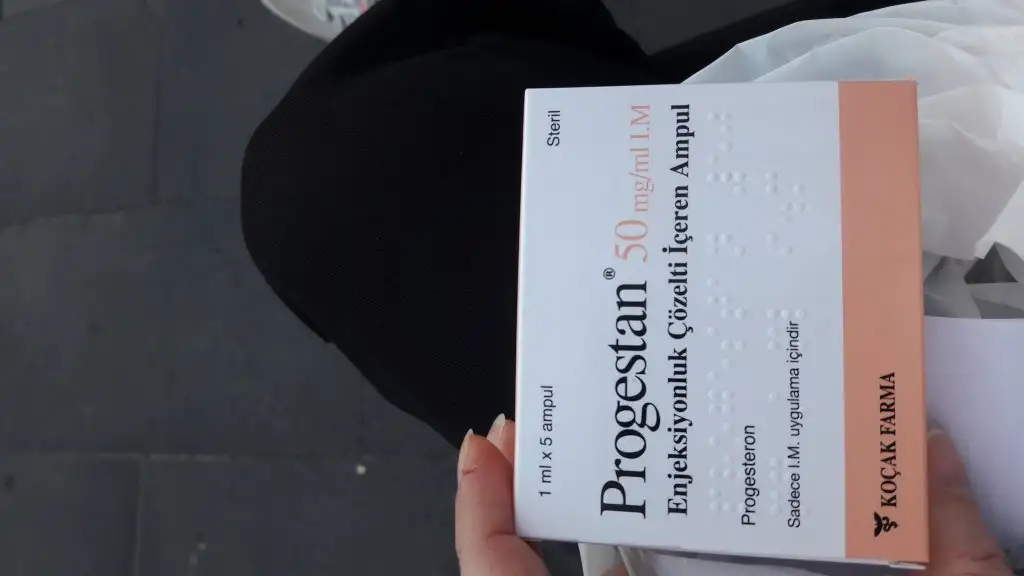 1 ml x 5 ampul
Steril
Progestan® 50 mg/ml I.M
Enjeksiyonluk Çözelti İçeren Ampul
Progesteron
Sadece I.M. uygulama içindir
KOÇAK FARMA